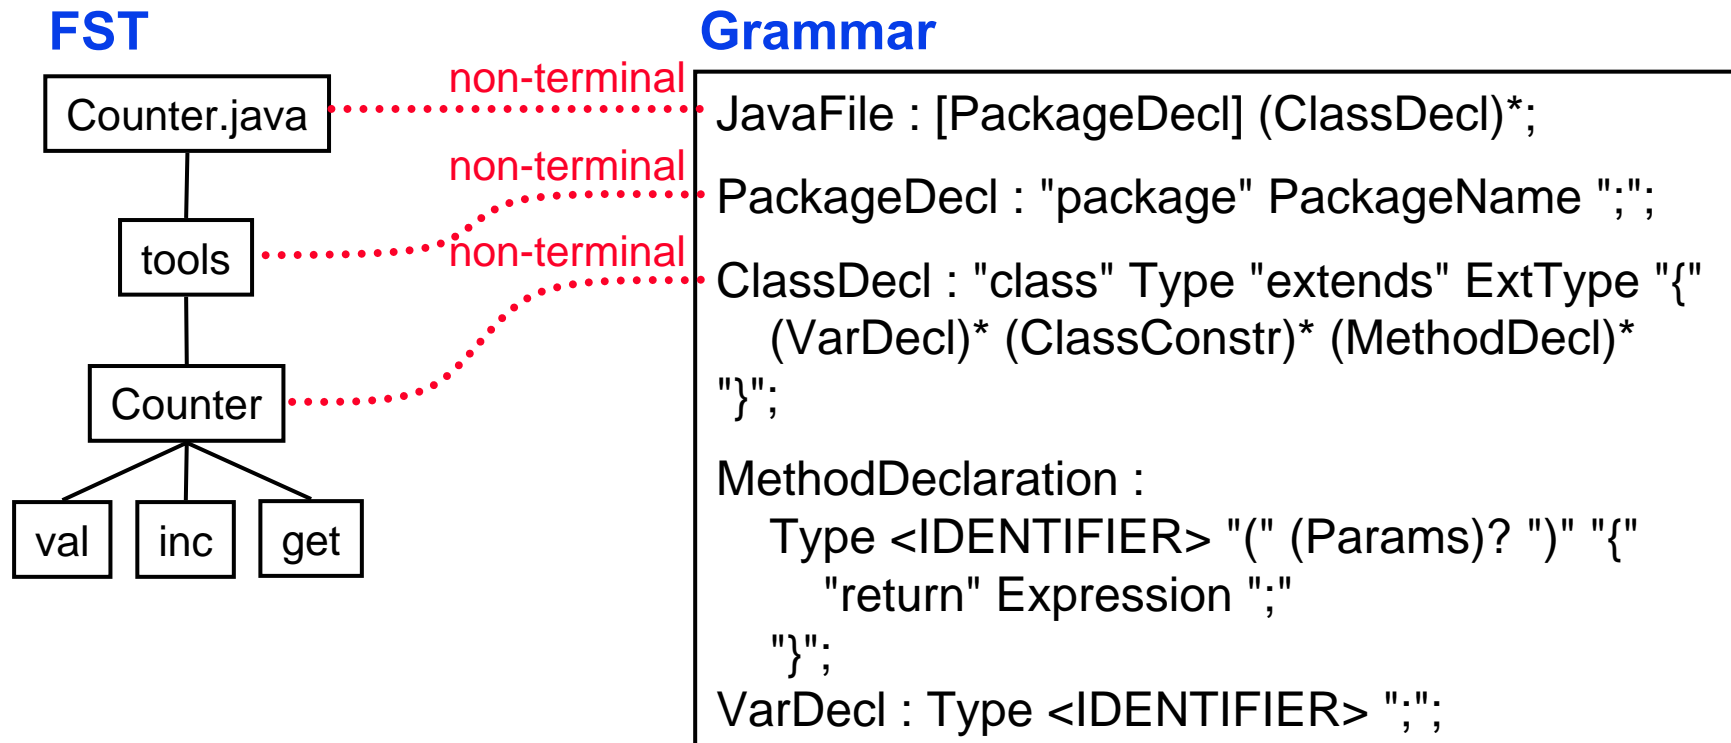 FST
Grammar
Counter.java
non-terminal
JavaFile : [PackageDecl] (ClassDecl)*;
non-terminal
PackageDecl : "package" PackageName ";";
tools
non-terminal
ClassDecl : "class" Type "extends" ExtType "{"
(VarDecl)* (ClassConstr)* (MethodDecl)*
"}";
Counter
MethodDeclaration :
Type <IDENTIFIER> "(" (Params)? ")" "{"
"return" Expression ";"
"}";
val
inc
get
VarDecl : Type <IDENTIFIER> ";";